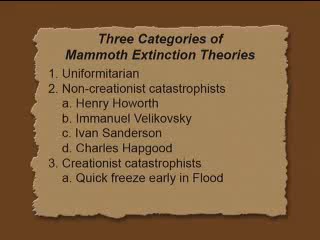 Three Categories of
Mammoth Extinction Theories
1. Uniformitarian
2. Non-creationist catastrophists
a. Henry Howorth
b. Immanuel Velikovsky
c. Ivan Sanderson
d. Charles Hapgood
3. Creationist catastrophists
a. Quick freeze early in Flood